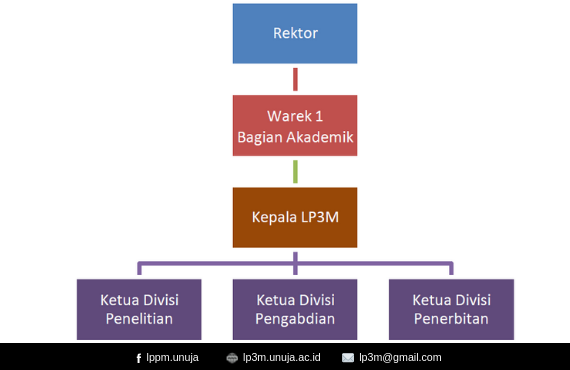 Rektor
Warek 1
Bagian Akademik
Kepala LP3M
Ketua Divisi
Penelitian
Ketua Divisi
Pengabdian
Ketua Divisi
Penerbitan
lppm.unuja
lp3m.unuja.ac.id
lp3m@gmail.com